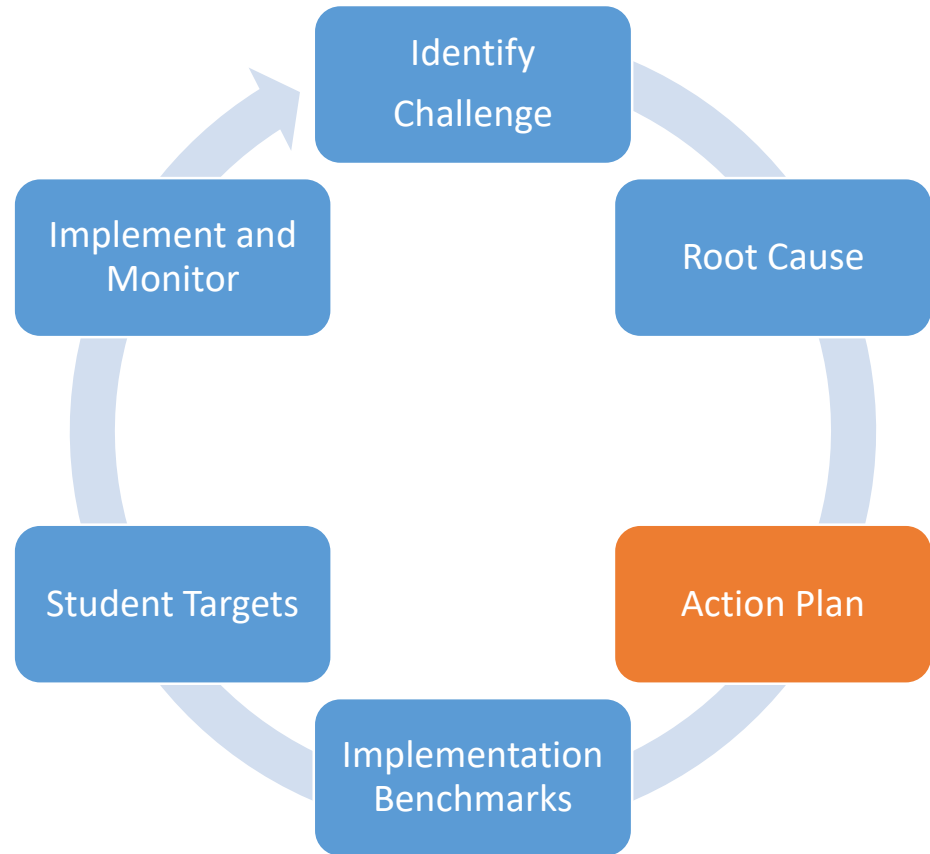 Identify
Challenge
Root Cause
Action Plan
Implementation
Benchmarks
Student Targets
Implement and
Monitor